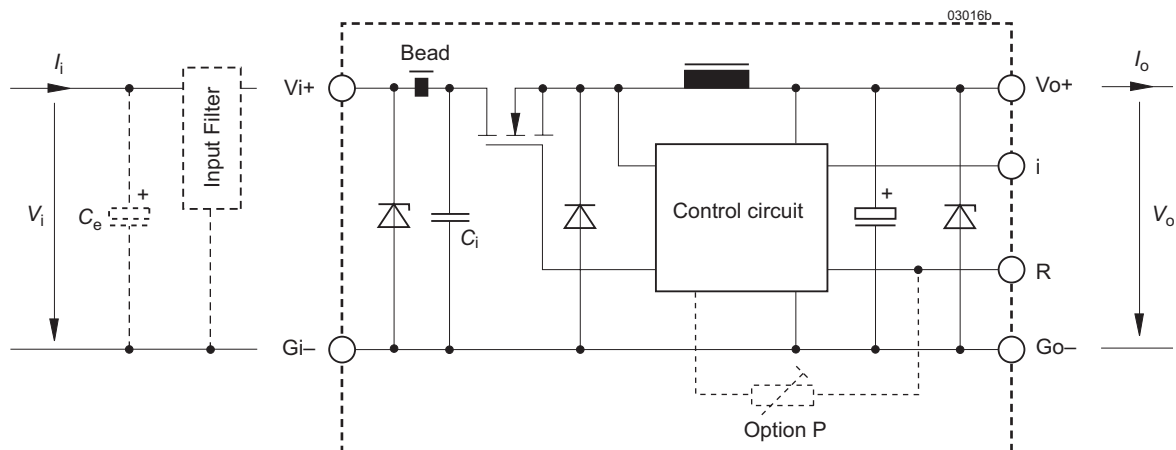 03016b
Bead
Ii
Io
Vi+
Vo+
Input Filter
i
+
Vi
Ce
Ci
Control circuit
+
Vo
R
Gi–
Go–
Option P